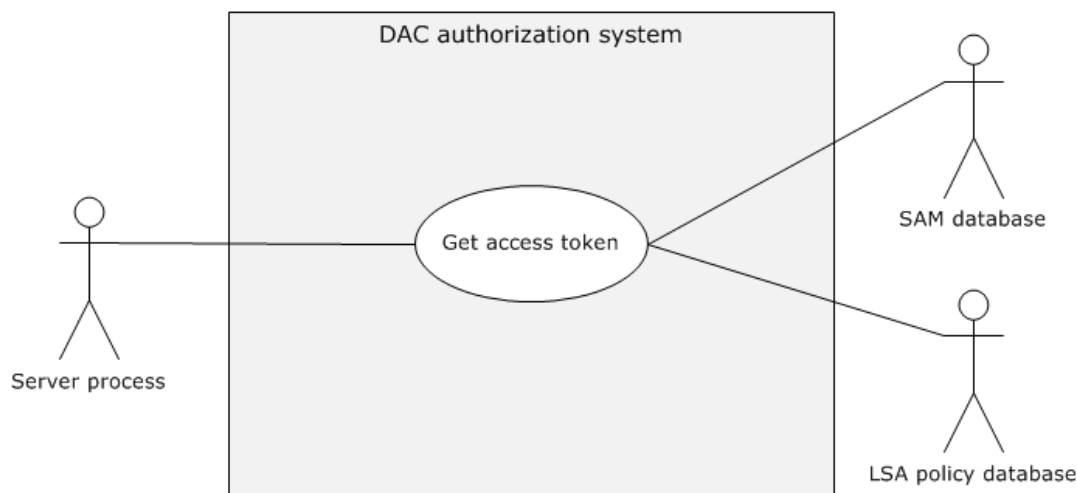 DAC authorization system
SAM database
Get access token
Server process
LSA policy database